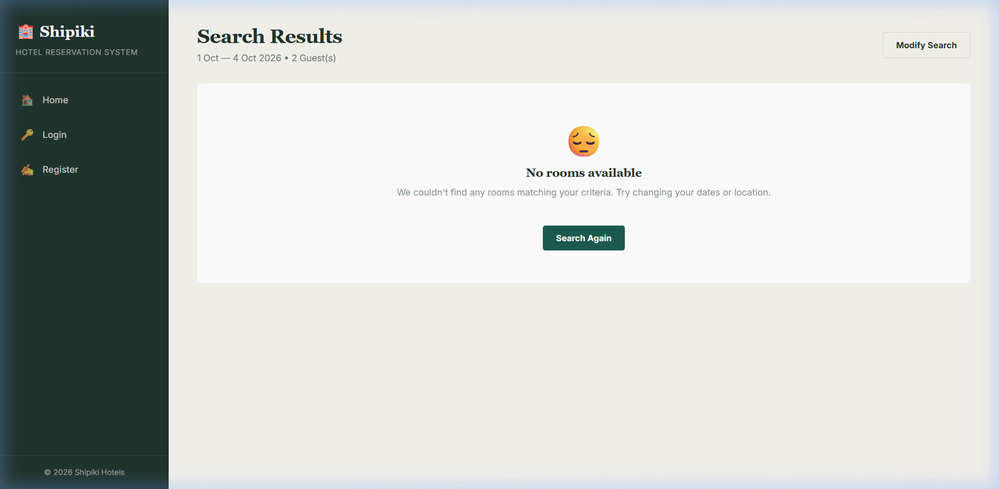 Shipiki
HOTEL RESERVATION SYSTEM
Home
Login
Register
© 2026 Shipiki Hotels
Search Results
1 Oct — 4 Oct 2026 • 2 Guest(s)
Modify Search
No rooms available
We couldn't find any rooms matching your criteria. Try changing your dates or location.
Search Again